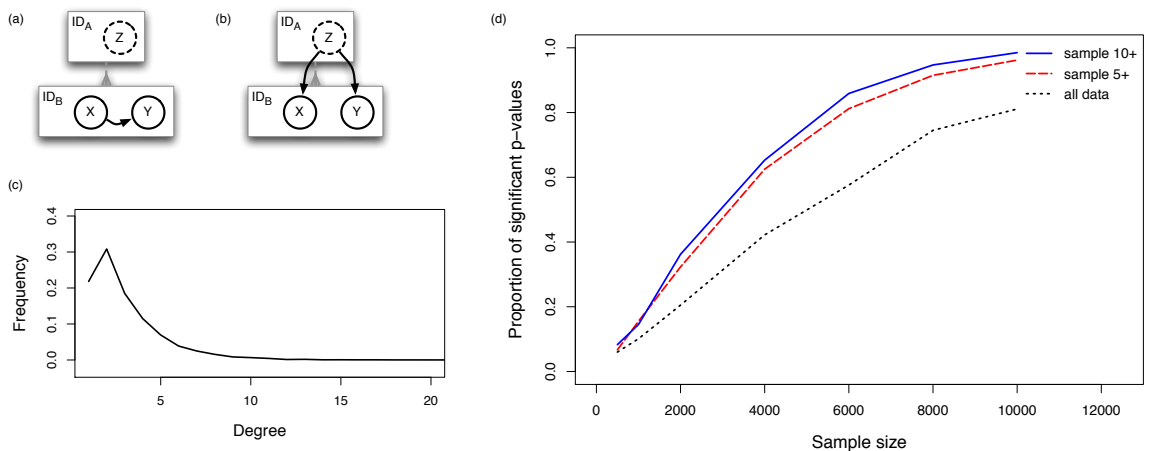 (a)
ID_A
Z
ID_B
X
Y
(b)
ID_A
Z
ID_B
X
Y
(c)
Frequency
0.4
0.3
0.2
0.1
0.0
5
10
15
20
Degree
(d)
Proportion of significant p−values
1.0
0.8
0.6
0.4
0.2
0.0
0
2000
4000
6000
8000
10000
12000
Sample size
sample 10+
sample 5+
all data